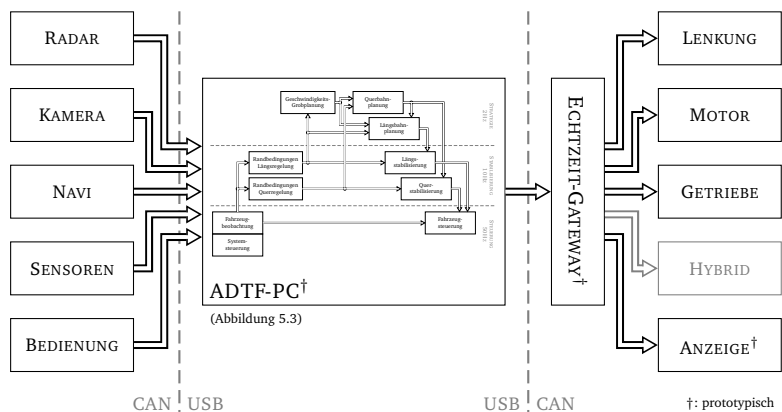 RADAR
KAMERA
NAVI
SENSOREN
BEDIENUNG
Geschwindigkeits-
Grobplanung
Querbahn-
planung
Längsbahn-
planung
Randbedingungen
Längsregelung
Längs-
stabilisierung
Randbedingungen
Querregelung
Quer-
stabilisierung
Fahrzeug-
beobachtung
Fahrzeug-
steuerung
System-
steuerung
ADTF-PC†
(Abbildung 5.3)
ECHTZEIT-GATEWAY†
LENKUNG
MOTOR
GETRIEBE
HYBRID
ANZEIGE†
CAN
USB
USB
CAN
†: prototypisch